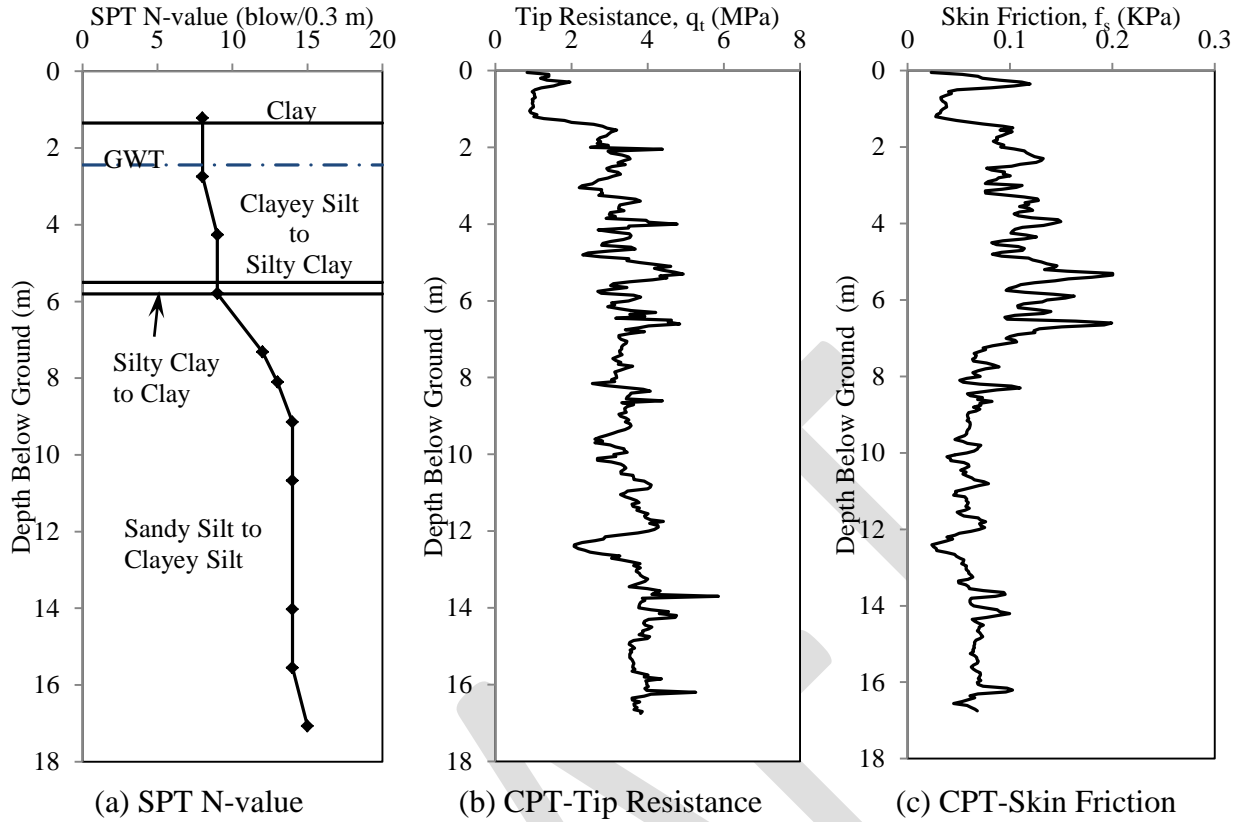 SPT N-value (blow/0.3 m)
0 5 10 15 20
0
2
4
6
8
10
12
14
16
18
Depth Below Ground (m)
Clay
GWT
Clayey Silt
to
Silty Clay
Silty Clay
to Clay
Sandy Silt to
Clayey Silt
(a) SPT N-value
Tip Resistance, qt (MPa)
0 2 4 6 8
0
2
4
6
8
10
12
14
16
18
Depth Below Ground (m)
(b) CPT-Tip Resistance
Skin Friction, fs (KPa)
0 0.1 0.2 0.3
0
2
4
6
8
10
12
14
16
18
Depth Below Ground (m)
(c) CPT-Skin Friction